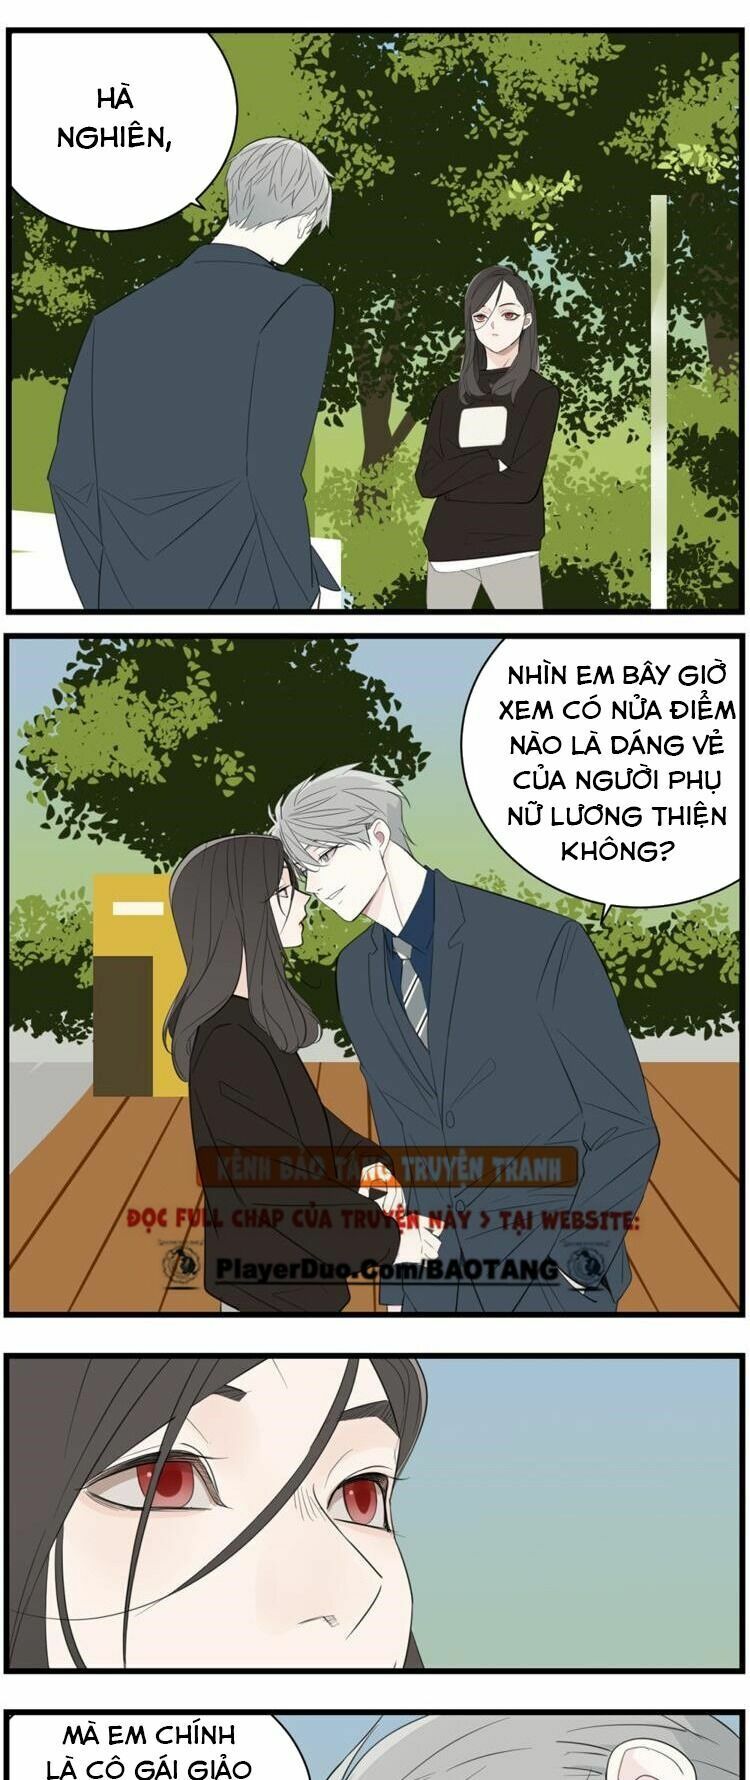 HÀ
NGHIÊN,
NHÌN EM BÂY GIỜ
XEM CÓ NỬA ĐIỂM
NÀO LÀ DÁNG VẺ
CỦA NGƯỜI PHỤ
NỮ LƯƠNG THIỆN
KHÔNG?
KÊNH BẢO TÀNG TRUYỆN TRANH
ĐỌC FULL CHAP CỦA TRUYỆN NÀY > TẠI WEBSITE:
PlayerDuo.Com/BAOTANG
MÀ EM CHÍNH
LÀ CÔ GÁI GIẢO